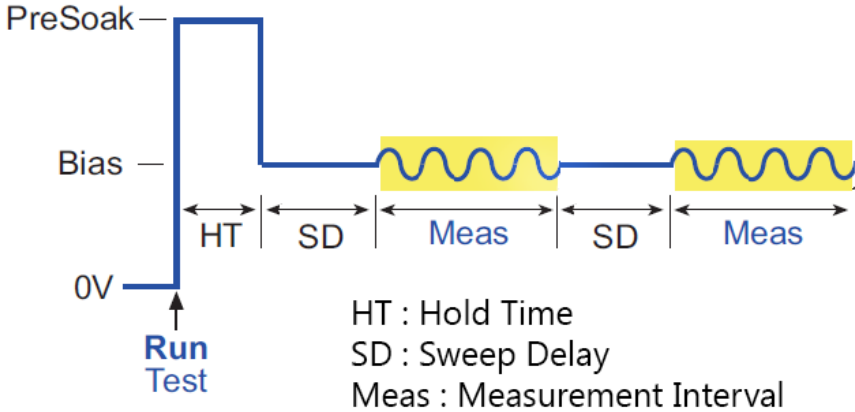 PreSoak
Bias
HT
SD
Meas
SD
Meas
0V
Run
Test
HT : Hold Time
SD : Sweep Delay
Meas : Measurement Interval